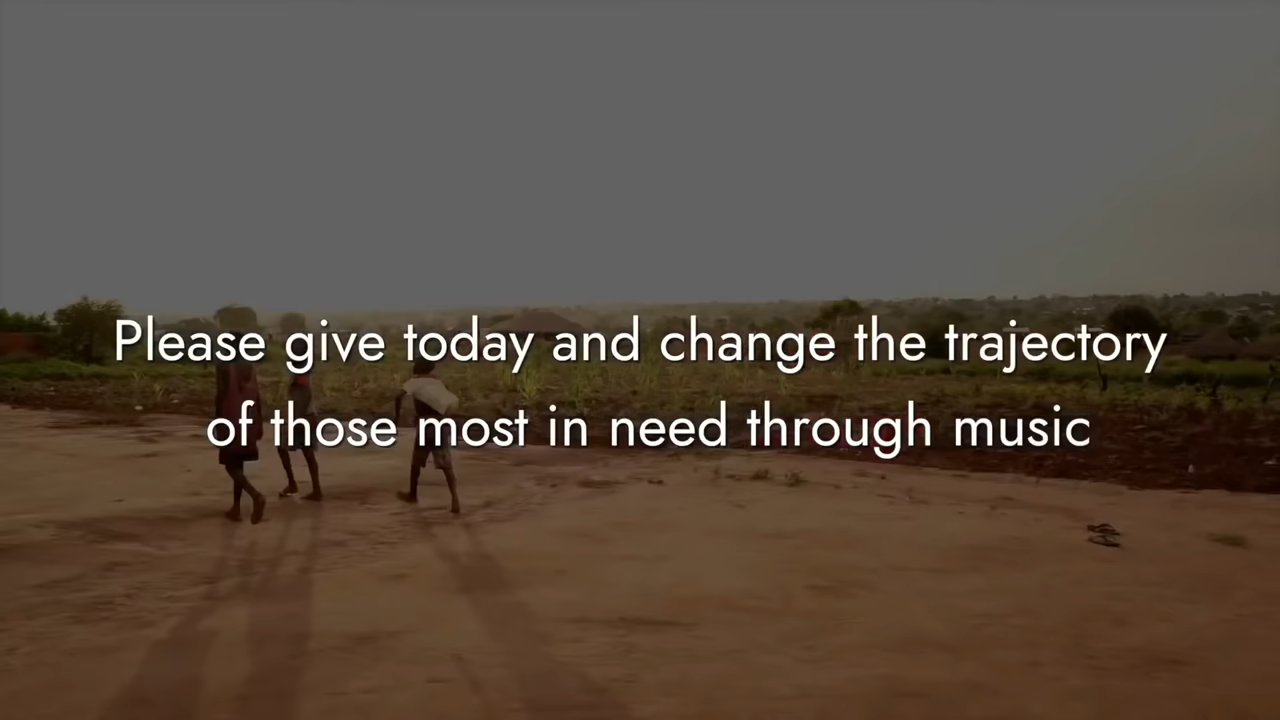 Please give today and change the trajectory
of those most in need through music